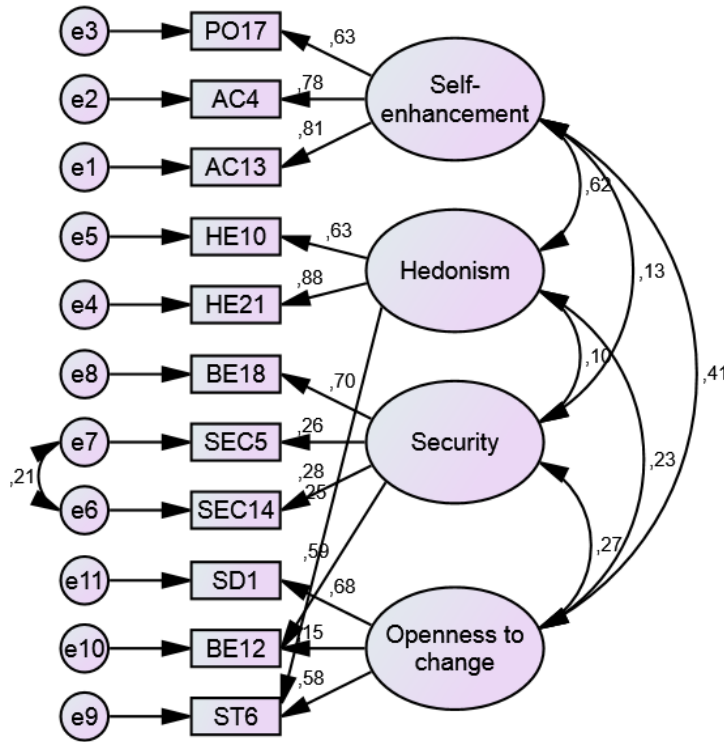 e3
PO17
,63
Self-
enhancement
e2
AC4
,78
e1
AC13
,81
,62
e5
HE10
,63
Hedonism
e4
HE21
,88
,13
,10
e8
BE18
,70
,41
e7
SEC5
,26
Security
,21
,28
,25
,23
e6
SEC14
,59
,27
e11
SD1
,68
e10
BE12
,15
Openness to
change
e9
ST6
,58